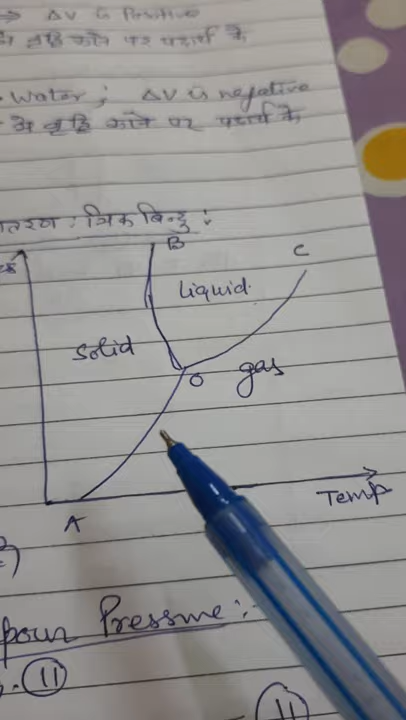 ⇒ ΔV is Positive
वृद्धि करने पर पदार्थ के
Water; ΔV is negative
में वृद्धि करने पर पदार्थ के
त्रिक बिन्दु :
B
C
Liquid.
Solid
O
gas
Temp
A
Pressure :-
11
11